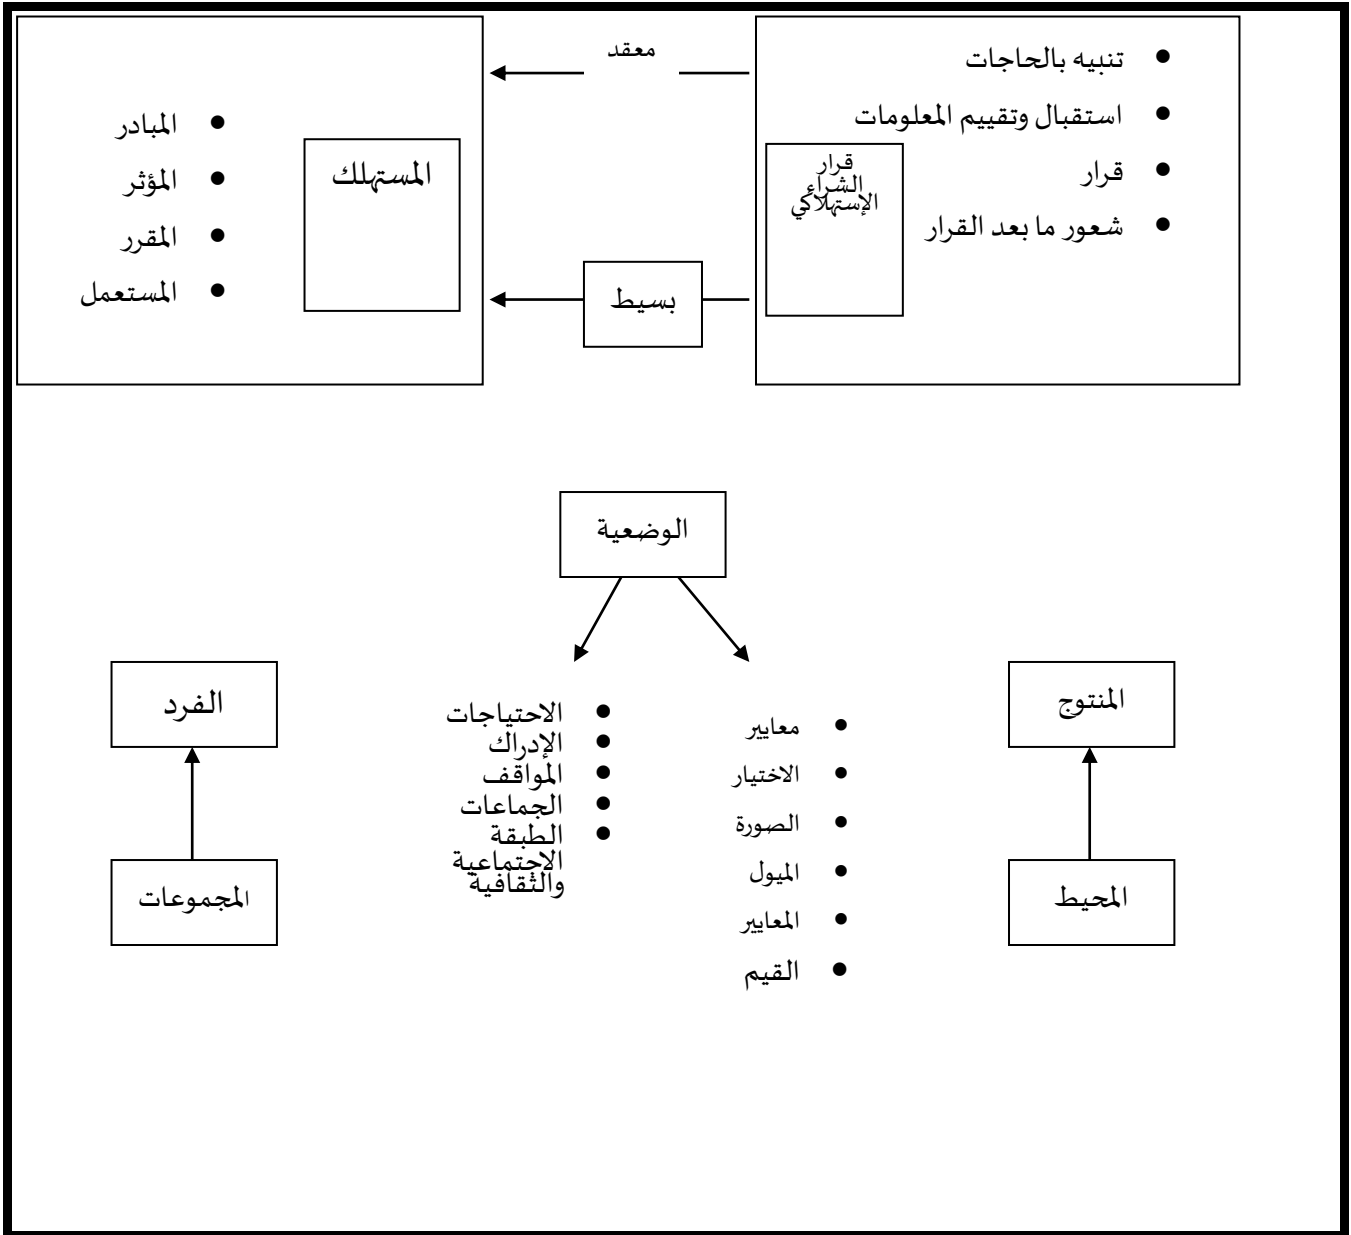 تنبيه بالحاجات
استقبال وتقييم المعلومات
قرار
شعور ما بعد القرار
قرار
الشراء
الإستهلاكي
معقد
بسيط
المستهلك
المبادر
المؤثر
المقرر
المستعمل
الوضعية
المنتوج
المحيط
معايير
الاختيار
الصورة
الميول
المعايير
القيم
الاحتياجات
الإدراك
المواقف
الجماعات
الطبقة
الاجتماعية
والثقافية
الفرد
المجموعات